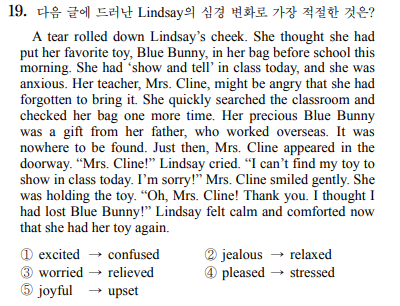 19. 다음 글에 드러난 Lindsay의 심경 변화로 가장 적절한 것은?
A tear rolled down Lindsay's cheek. She thought she had
put her favorite toy, Blue Bunny, in her bag before school this
morning. She had ‘show and tell’ in class today, and she was
anxious. Her teacher, Mrs. Cline, might be angry that she had
forgotten to bring it. She quickly searched the classroom and
checked her bag one more time. Her precious Blue Bunny
was a gift from her father, who worked overseas. It was
nowhere to be found. Just then, Mrs. Cline appeared in the
doorway. “Mrs. Cline!” Lindsay cried. “I can't find my toy to
show in class today. I'm sorry!” Mrs. Cline smiled gently. She
was holding the toy. “Oh, Mrs. Cline! Thank you. I thought I
had lost Blue Bunny!” Lindsay felt calm and comforted now
that she had her toy again.
① excited → confused ② jealous → relaxed
③ worried → relieved ④ pleased → stressed
⑤ joyful → upset